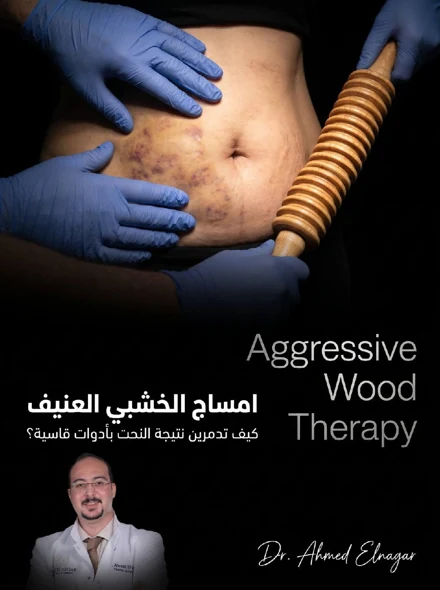 Aggressive
Wood
Therapy
امساج الخشبي العنيف
كيف تدمرين نتيجة النحت بأدوات قاسية؟
Dr. Ahmed Elnagar